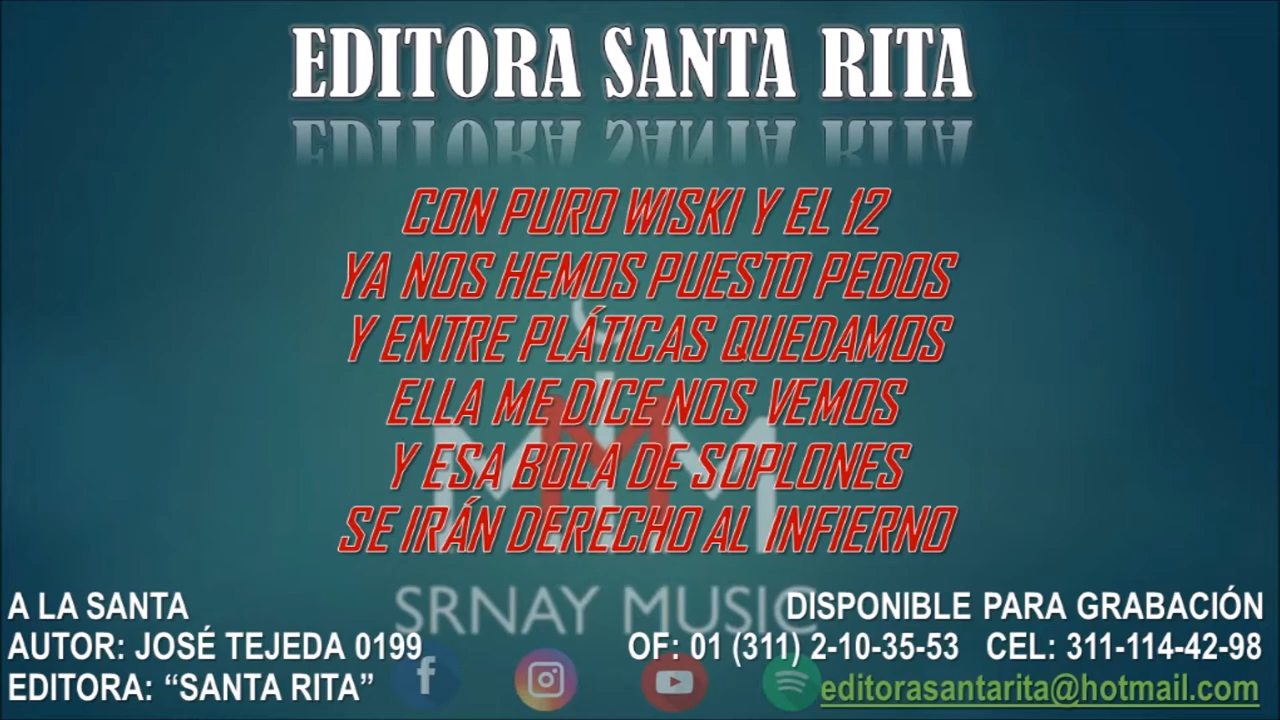 EDITORA SANTA RITA
CON PURO WISKI Y EL 12
YA NOS HEMOS PUESTO PEDOS
Y ENTRE PLÁTICAS QUEDAMOS
ELLA ME DICE NOS VEMOS
Y ESA BOLA DE SOPLONES
SE IRÁN DERECHO AL INFIERNO
SRNAY MUSIC
A LA SANTA
AUTOR: JOSÉ TEJEDA 0199
EDITORA: “SANTA RITA”
DISPONIBLE PARA GRABACIÓN
OF: 01 (311) 2-10-35-53 CEL: 311-114-42-98
editorasantarita@hotmail.com